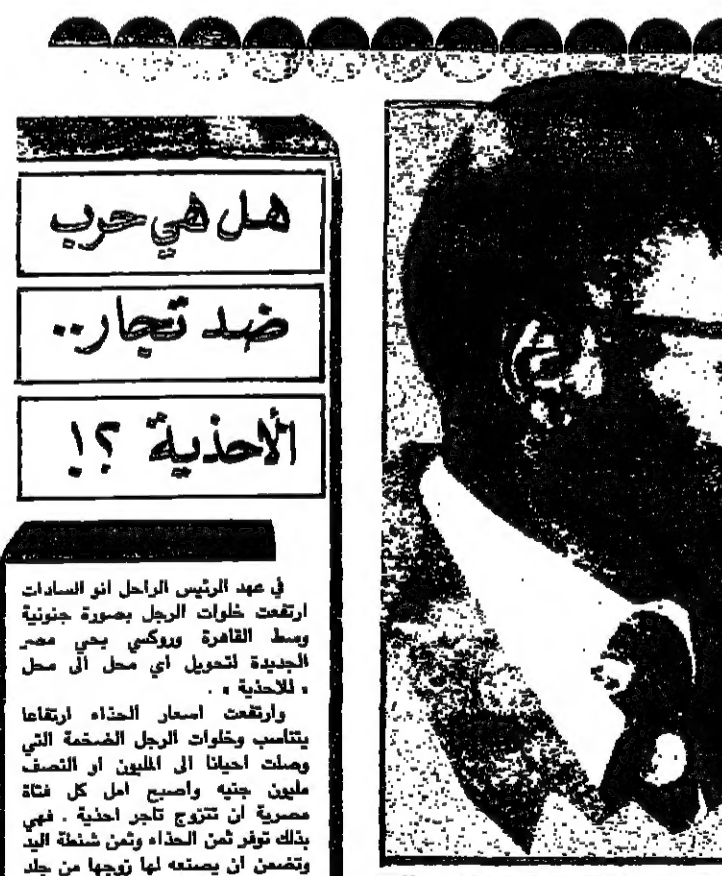 هل هي حرب
ضد تجار..
الأحذية ؟!
في عهد الرئيس الراحل انو السادات
ارتفعت خلوات الرجل بصورة جنونية
وسط القاهرة وروكسي بحي مصر
الجديدة لتحويل اي محل الى محل
« للاحذية » .
وارتفعت اسعار الحذاء ارتفاعا
يتناسب وخلوات الرجل الضخمة التي
وصلت احيانا الى المليون او النصف
مليون جنيه واصبح امل كل فتاة
مصرية ان تتزوج تاجر احذية . فهي
بذلك توفر ثمن الحذاء وثمن شنطة اليد
وتضمن ان يصنعه لها زوجها من جلد